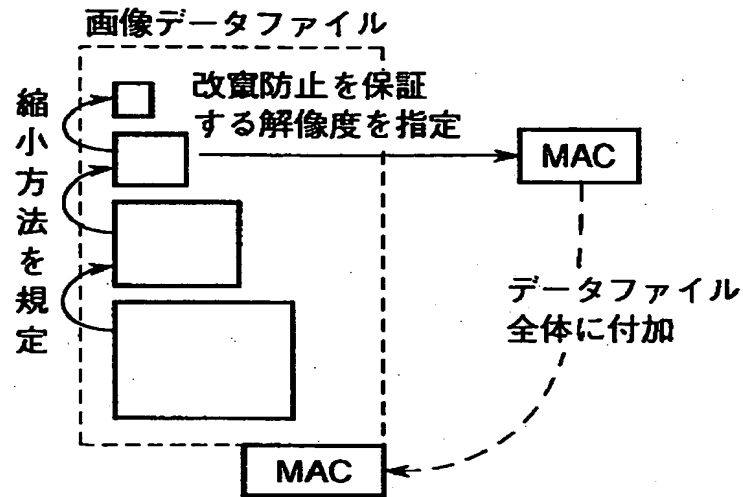 画像データファイル
縮小方法を規定
改竄防止を保証
する解像度を指定
MAC
データファイル
全体に付加
MAC